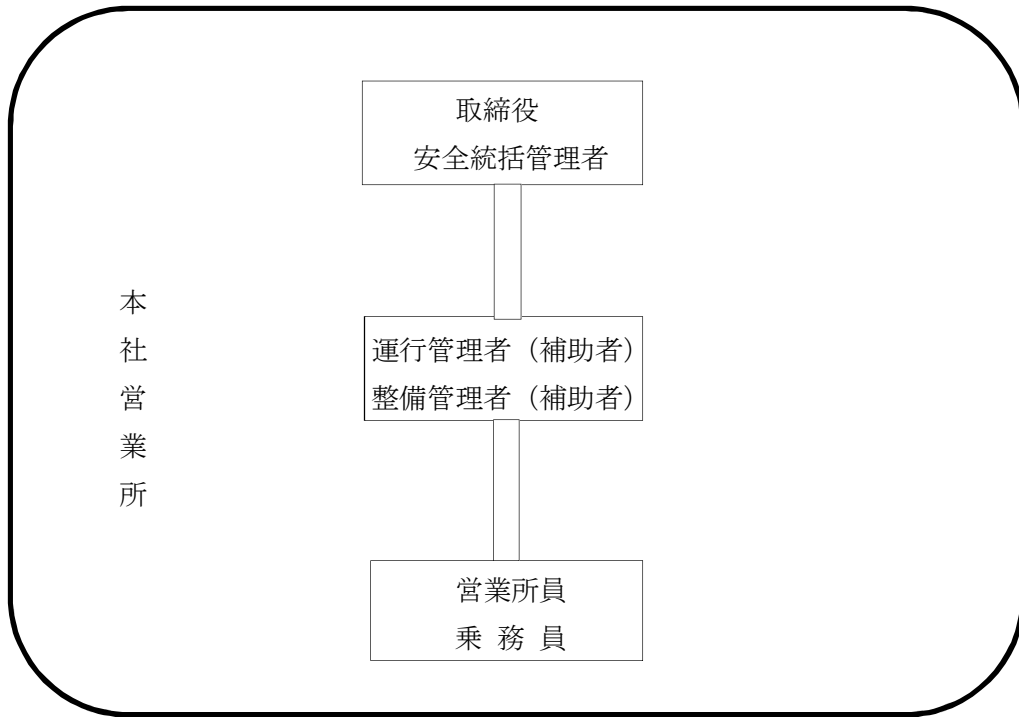 取締役
安全統括管理者
本社営業所
運行管理者（補助者）
整備管理者（補助者）
営業所員
乗 務 員